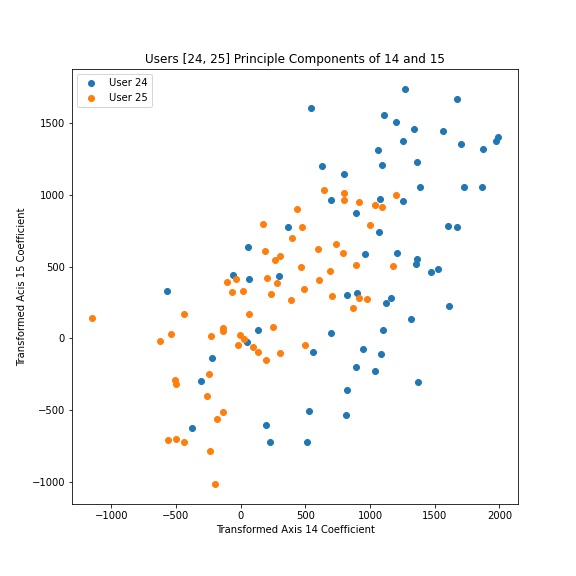 Users [24, 25] Principle Components of 14 and 15
User 24
User 25
Transformed Acis 15 Coefficient
1500
1000
500
0
−500
−1000
−1000
−500
0
500
1000
1500
2000
Transformed Axis 14 Coefficient